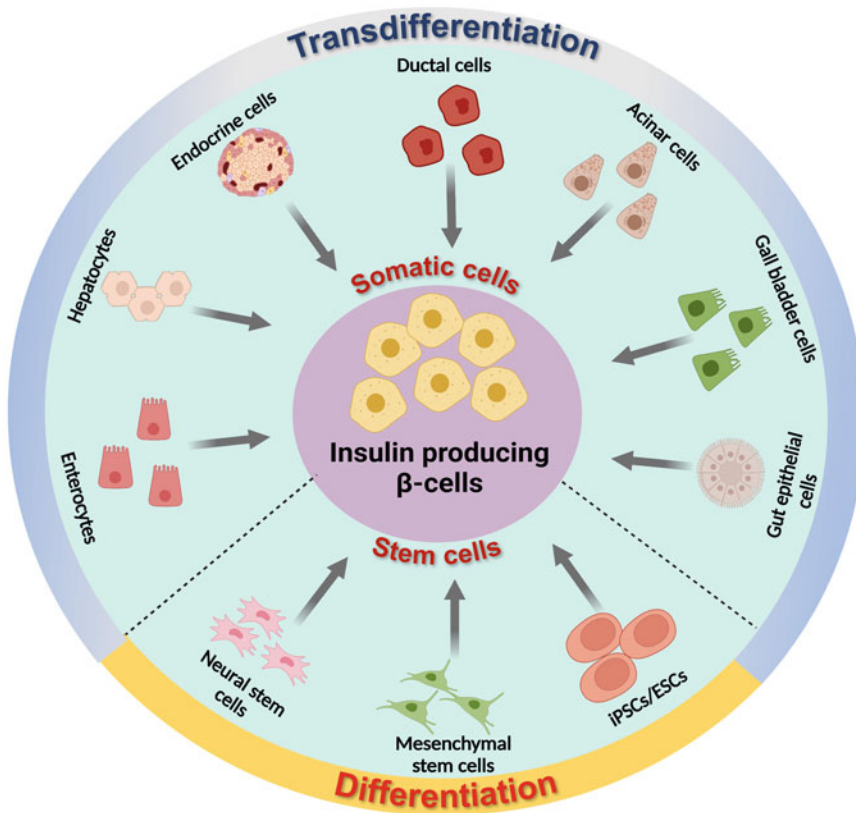 Transdifferentiation
Ductal cells
Endocrine cells
Acinar cells
Hepatocytes
Gall bladder cells
Somatic cells
Enterocytes
Insulin producing
β-cells
Gut epithelial
cells
Stem cells
Neural stem
cells
Mesenchymal
stem cells
iPSCs/ESCs
Differentiation